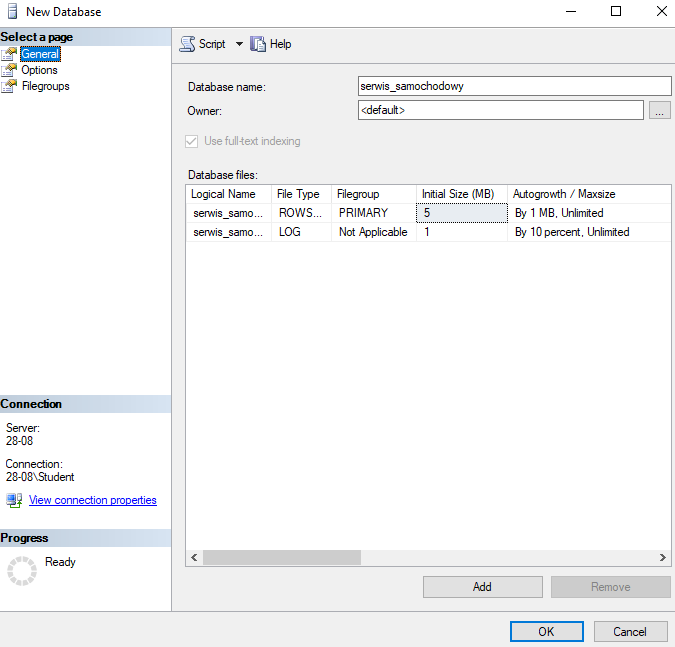 New Database
Select a page
General
Options
Filegroups
Script Help
Database name: serwis_samochodowy
Owner: <default> ...
Use full-text indexing
Database files:
Logical Name File Type Filegroup Initial Size (MB) Autogrowth / Maxsize
serwis_samo... ROWS... PRIMARY 5 By 1 MB, Unlimited
serwis_samo... LOG Not Applicable 1 By 10 percent, Unlimited
Connection
Server:
28-08
Connection:
28-08\Student
View connection properties
Progress
Ready
Add Remove
OK Cancel